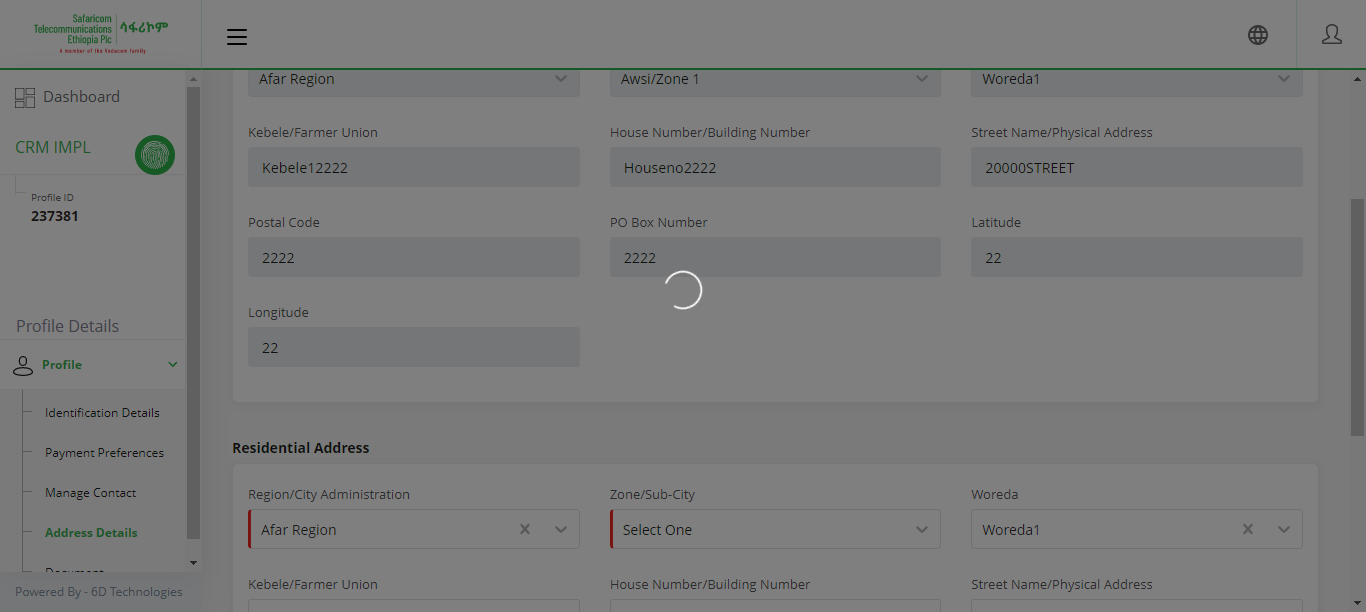 Safaricom
Telecommunications
Ethiopia Plc
ሳፋሪኮም
A member of the Vodacom family
Dashboard
CRM IMPL
Profile ID
237381
Profile Details
Profile
Identification Details
Payment Preferences
Manage Contact
Address Details
Document
Powered By - 6D Technologies
Afar Region
Awsi/Zone 1
Woreda1
Kebele/Farmer Union
House Number/Building Number
Street Name/Physical Address
Kebele12222
Houseno2222
20000STREET
Postal Code
PO Box Number
Latitude
2222
2222
22
Longitude
22
Residential Address
Region/City Administration
Zone/Sub-City
Woreda
Afar Region
Select One
Woreda1
Kebele/Farmer Union
House Number/Building Number
Street Name/Physical Address